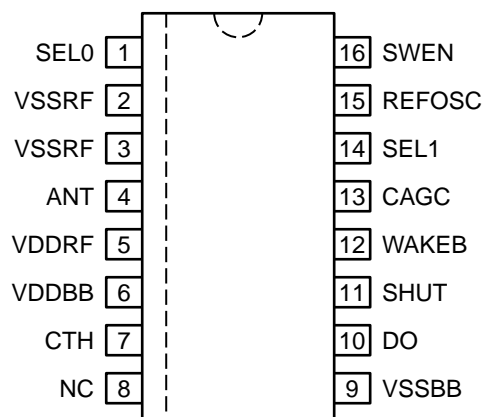 SEL0 1 16 SWEN
VSSRF 2 15 REFOSC
VSSRF 3 14 SEL1
ANT 4 13 CAGC
VDDRF 5 12 WAKEB
VDDBB 6 11 SHUT
CTH 7 10 DO
NC 8 9 VSSBB